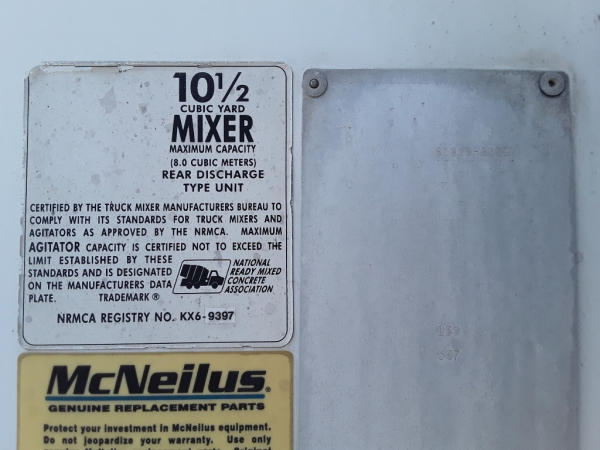 10½
CUBIC YARD
MIXER
MAXIMUM CAPACITY
(8.0 CUBIC METERS)
REAR DISCHARGE
TYPE UNIT
CERTIFIED BY THE TRUCK MIXER MANUFACTURERS BUREAU TO
COMPLY WITH ITS STANDARDS FOR TRUCK MIXERS AND
AGITATORS AS APPROVED BY THE NRMCA. MAXIMUM
AGITATOR CAPACITY IS CERTIFIED NOT TO EXCEED THE
LIMIT ESTABLISHED BY THESE
STANDARDS AND IS DESIGNATED
ON THE MANUFACTURERS DATA
PLATE. TRADEMARK ®
NATIONAL
READY MIXED
CONCRETE
ASSOCIATION
NRMCA REGISTRY NO. KX6-9397
McNeilus®
GENUINE REPLACEMENT PARTS
Protect your investment in McNeilus equipment.
Do not jeopardize your warranty. Use only